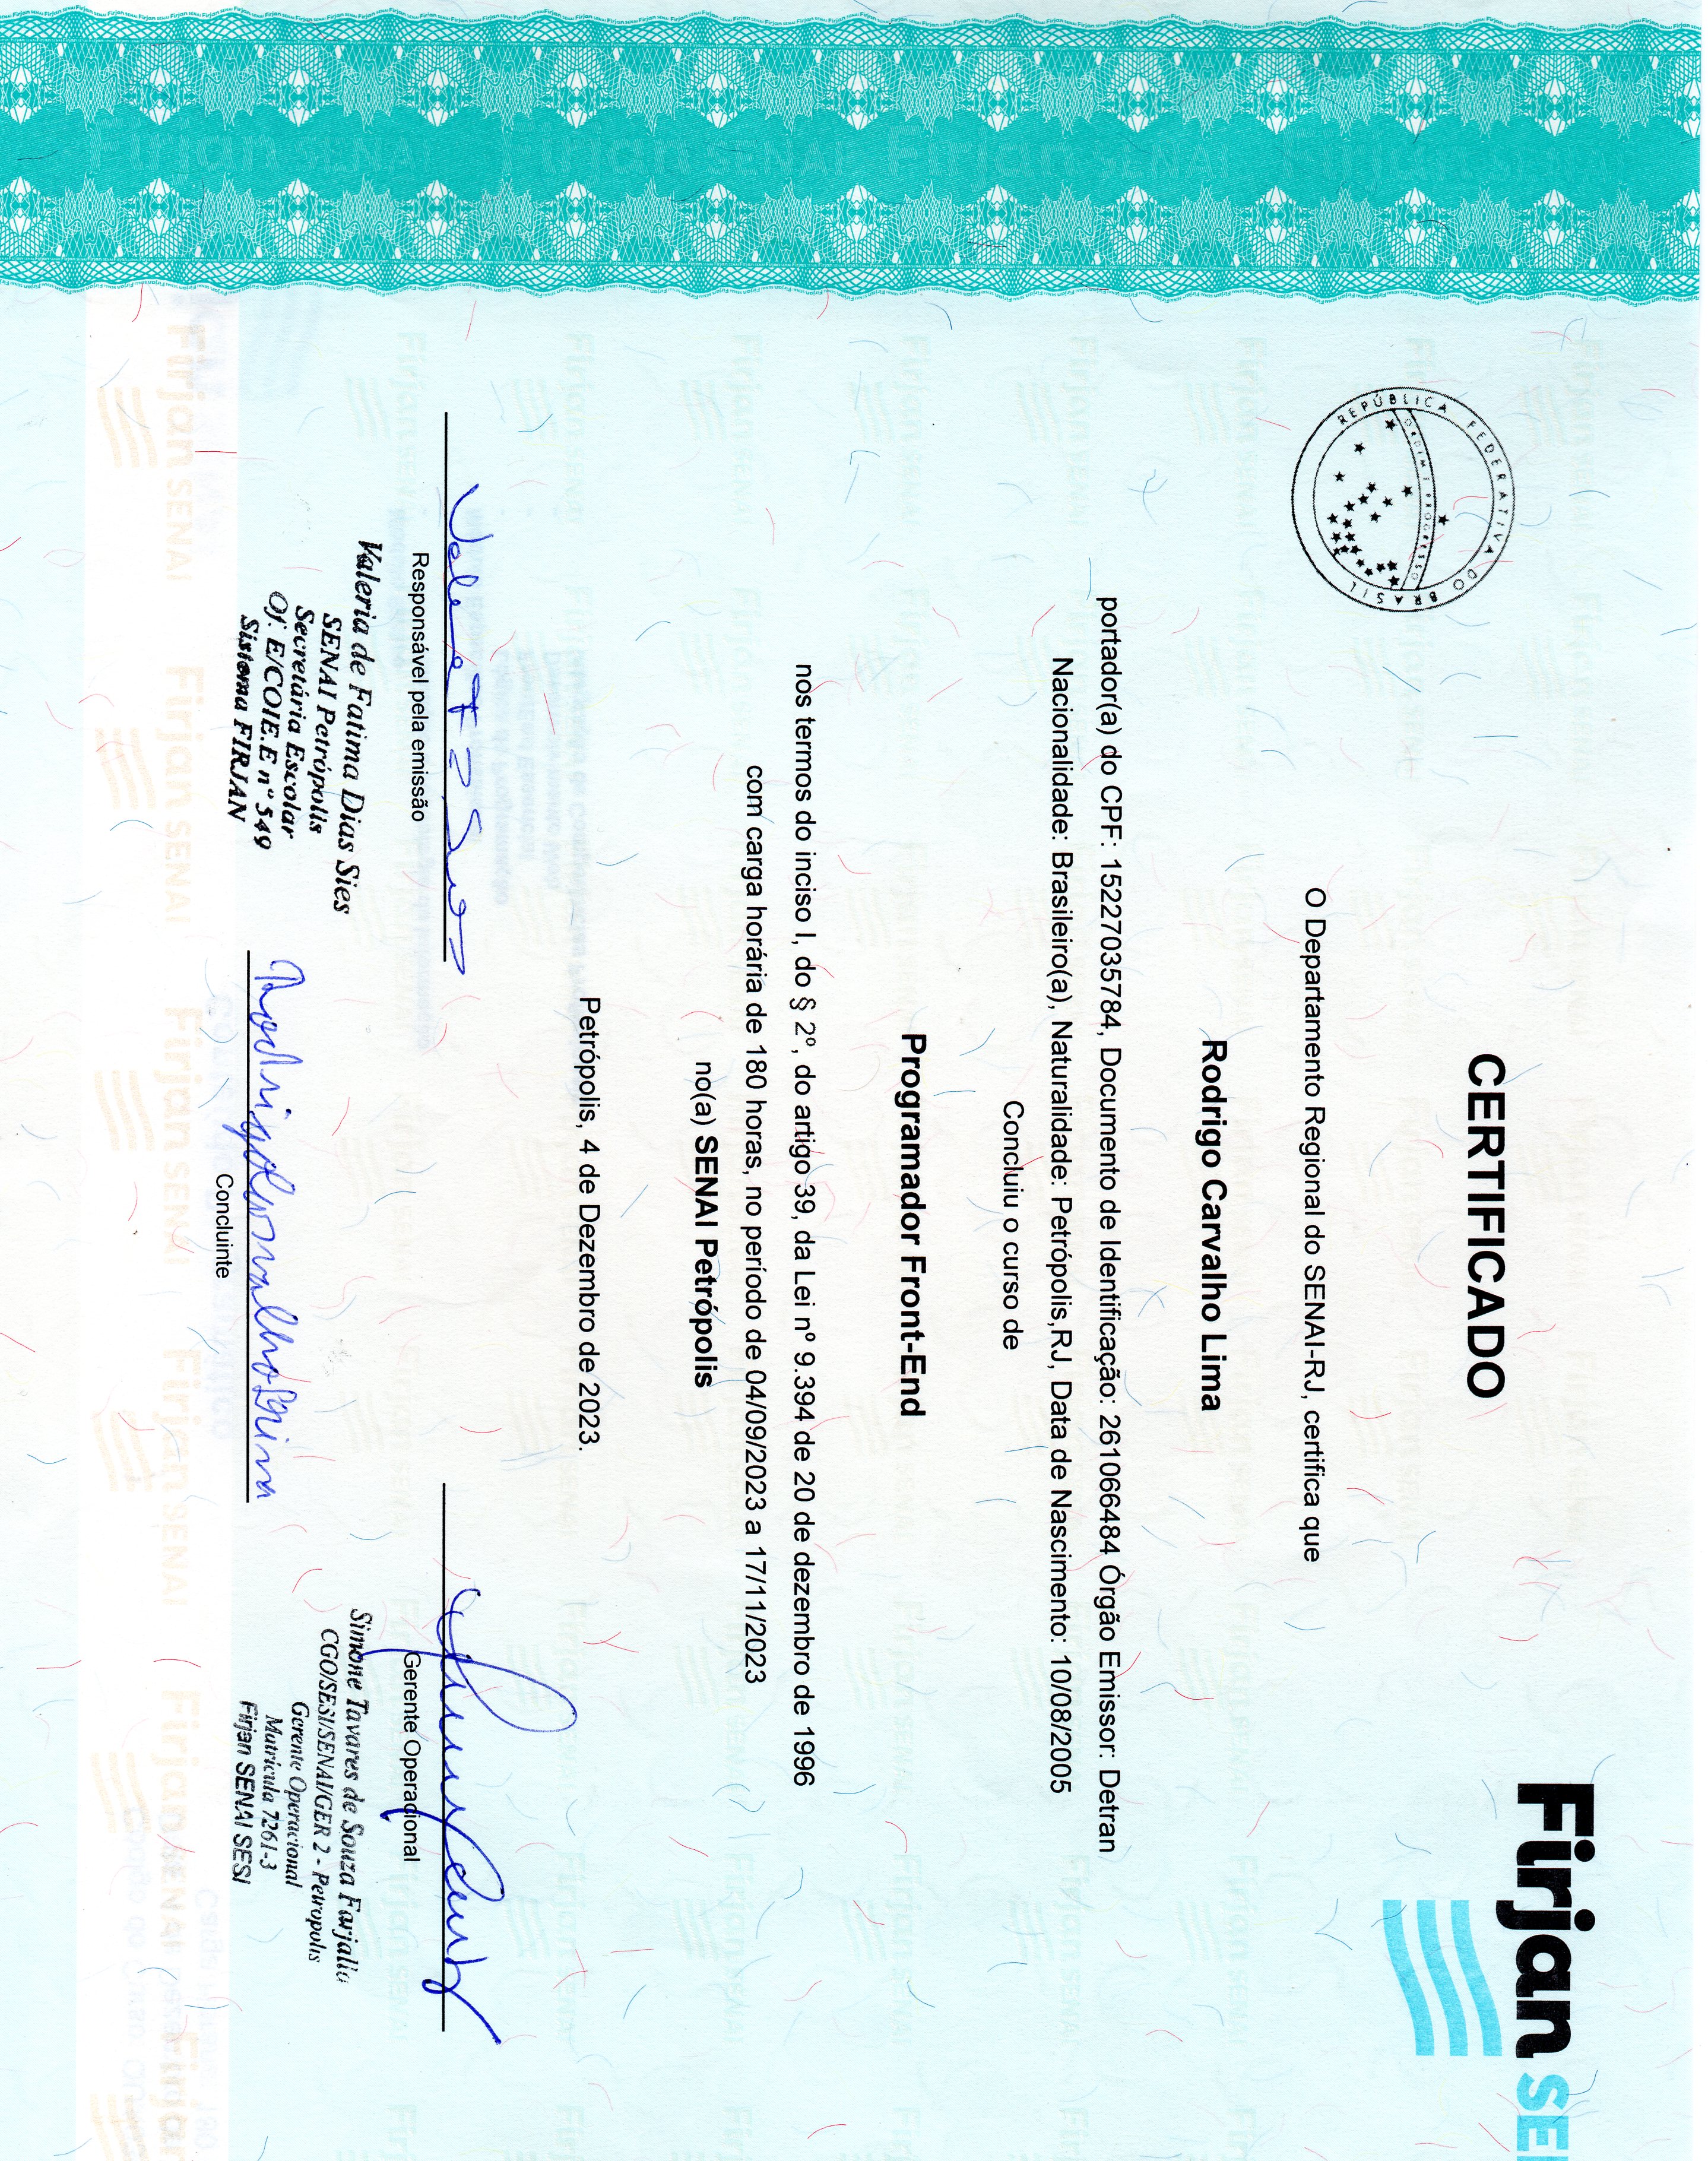 Firjan SE
CERTIFICADO
REPÚBLICA FEDERATIVA DO BRASIL
ORDEM E PROGRESSO
O Departamento Regional do SENAI-RJ, certifica que
Rodrigo Carvalho Lima
portador(a) do CPF: 15227035784, Documento de Identificação: 261066484 Órgão Emissor: Detran
Nacionalidade: Brasileiro(a), Naturalidade: Petrópolis,RJ, Data de Nascimento: 10/08/2005
Concluiu o curso de
Programador Front-End
nos termos do inciso I, do § 2º, do artigo 39, da Lei nº 9.394 de 20 de dezembro de 1996
com carga horária de 180 horas, no período de 04/09/2023 a 17/11/2023
no(a) SENAI Petrópolis
Petrópolis, 4 de Dezembro de 2023.
Responsável pela emissão
Valeria de Fatima Dias Sies
SENAI Petrópolis
Secretária Escolar
Of. E/COIE.E nº 549
Sistema FIRJAN
Gerente Operacional
Simone Tavares de Souza Farjalla
CGO/SESI/SENAI/GER 2 - Petropolis
Gerente Operacional
Matricula 7261-3
Firjan SENAI SESI
Rodrigo Carvalho Lima
Concluinte
Firjan SENAI Firjan SENAI Firjan SENAI Firjan SENAI Firjan SENAI Firjan